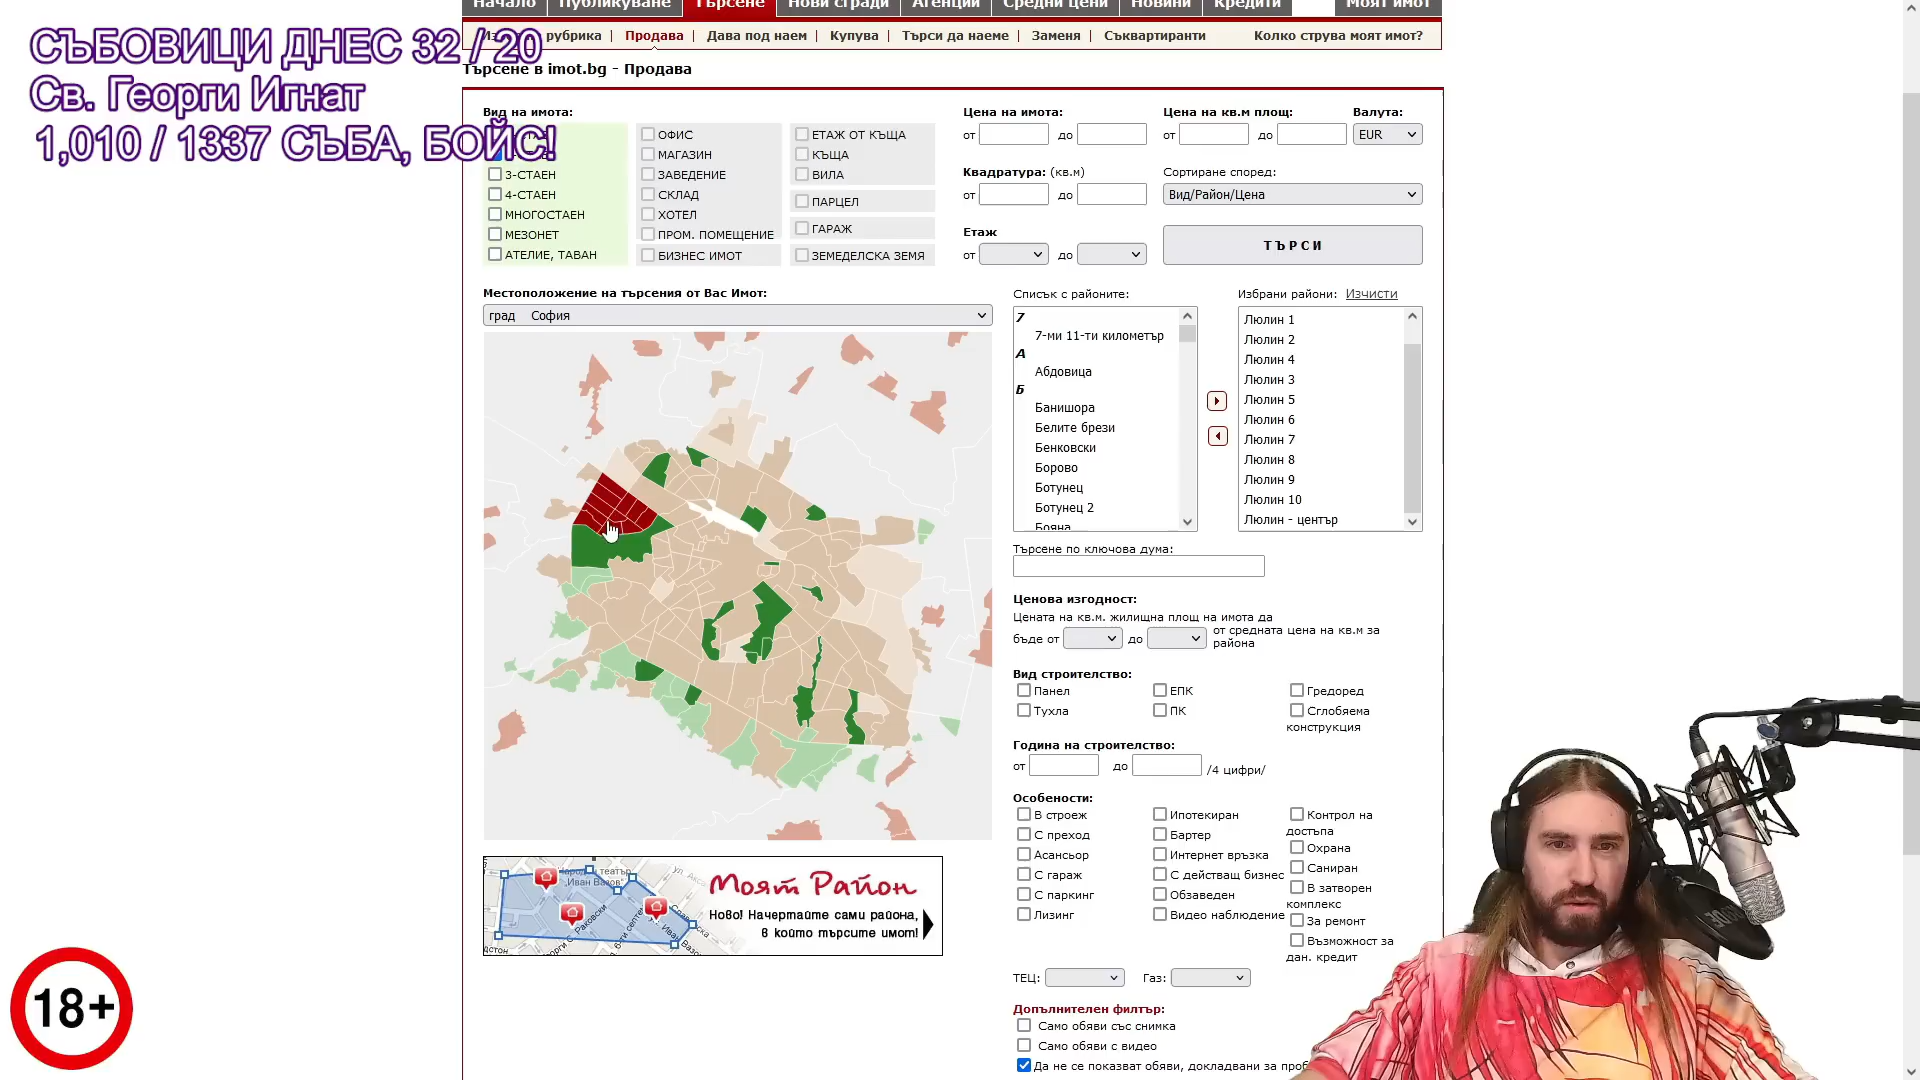 Начало Публикуване Търсене Нови сгради Агенции Средни цени Новини Кредити Моят имот
СЪБОВИЦИ ДНЕС 32 / 20
Св. Георги Игнат
1,010 / 1337 СЪБА, БОЙС!
рубрика | Продава | Дава под наем | Купува | Търси да наеме | Заменя | Съквартиранти Колко струва моят имот?
Търсене в imot.bg - Продава
Вид на имота:
3-СТАЕН
4-СТАЕН
МНОГОСТАЕН
МЕЗОНЕТ
АТЕЛИЕ, ТАВАН
ОФИС
МАГАЗИН
ЗАВЕДЕНИЕ
СКЛАД
ХОТЕЛ
ПРОМ. ПОМЕЩЕНИЕ
БИЗНЕС ИМОТ
ЕТАЖ ОТ КЪЩА
КЪЩА
ВИЛА
ПАРЦЕЛ
ГАРАЖ
ЗЕМЕДЕЛСКА ЗЕМЯ
Цена на имота:
от до
Цена на кв.м площ:
от до
Валута:
EUR
Квадратура: (кв.м)
от до
Сортиране според:
Вид/Район/Цена
Етаж
от до
ТЪРСИ
Местоположение на търсения от Вас Имот:
град София
Списък с районите:
7
7-ми 11-ти километър
А
Абдовица
Б
Банишора
Белите брези
Бенковски
Борово
Ботунец
Ботунец 2
Бояна
Избрани райони: Изчисти
Люлин 1
Люлин 2
Люлин 4
Люлин 3
Люлин 5
Люлин 6
Люлин 7
Люлин 8
Люлин 9
Люлин 10
Люлин - център
Търсене по ключова дума:
Ценова изгодност:
Цената на кв.м. жилищна площ на имота да
бъде от до от средната цена на кв.м за
района
Вид строителство:
Панел ЕПК Гредоред
Тухла ПК Сглобяема
конструкция
Година на строителство:
от до /4 цифри/
Особености:
В строеж
С преход
Асансьор
С гараж
С паркинг
Лизинг
Ипотекиран
Бартер
Интернет връзка
С действащ бизнес
Обзаведен
Видео наблюдение
Контрол на
достъпа
Охрана
Саниран
В затворен
комплекс
За ремонт
Възможност за
дан. кредит
ТЕЦ: Газ:
Допълнителен филтър:
Само обяви със снимка
Само обяви с видео
Да не се показват обяви, докладвани за
Моят Район
Ново! Начертайте сами района,
в който търсите имот!
18+